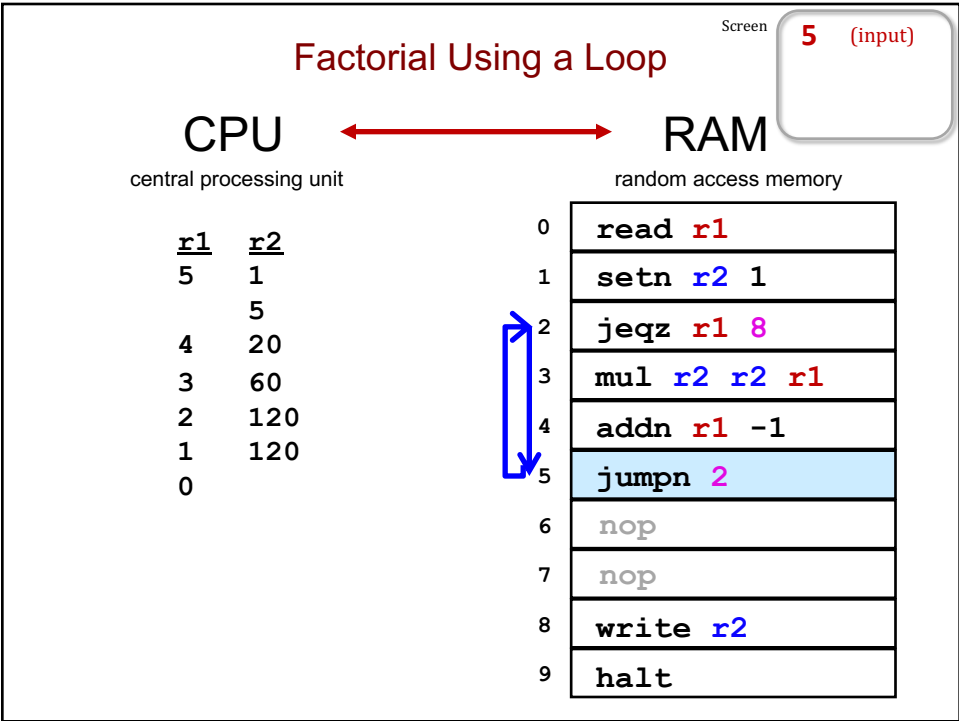 Screen
5 (input)
Factorial Using a Loop
CPU
RAM
central processing unit
random access memory
r1 r2
5 1
5
4 20
3 60
2 120
1 120
0
0 read r1
1 setn r2 1
2 jeqz r1 8
3 mul r2 r2 r1
4 addn r1 -1
5 jumpn 2
6 nop
7 nop
8 write r2
9 halt